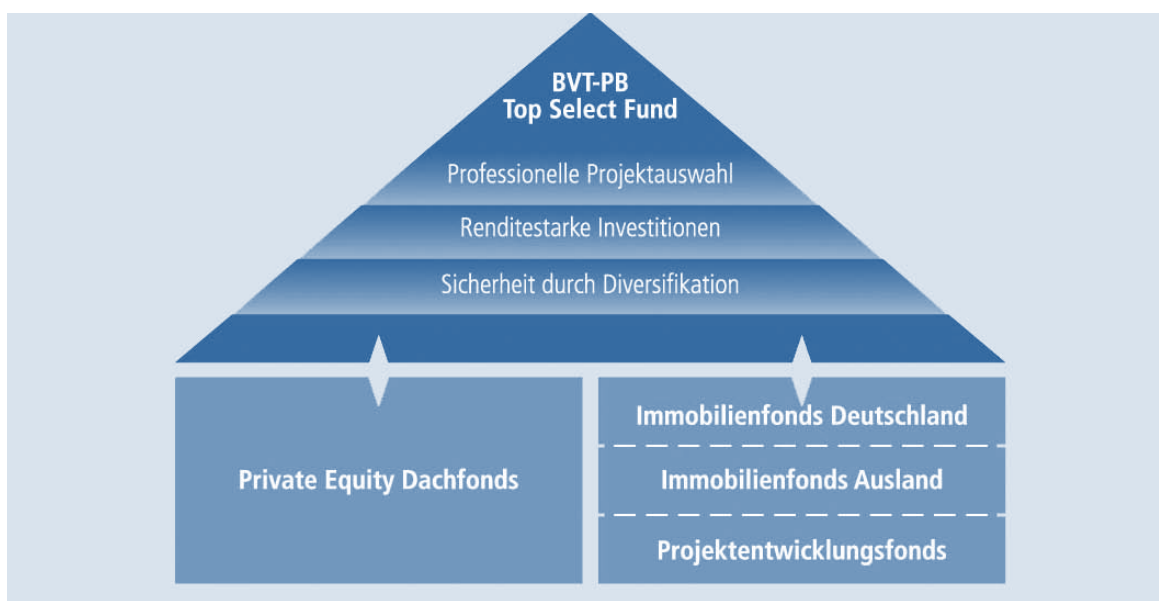 BVT-PB
Top Select Fund
Professionelle Projektauswahl
Renditestarke Investitionen
Sicherheit durch Diversifikation
Private Equity Dachfonds
Immobilienfonds Deutschland
Immobilienfonds Ausland
Projektentwicklungsfonds